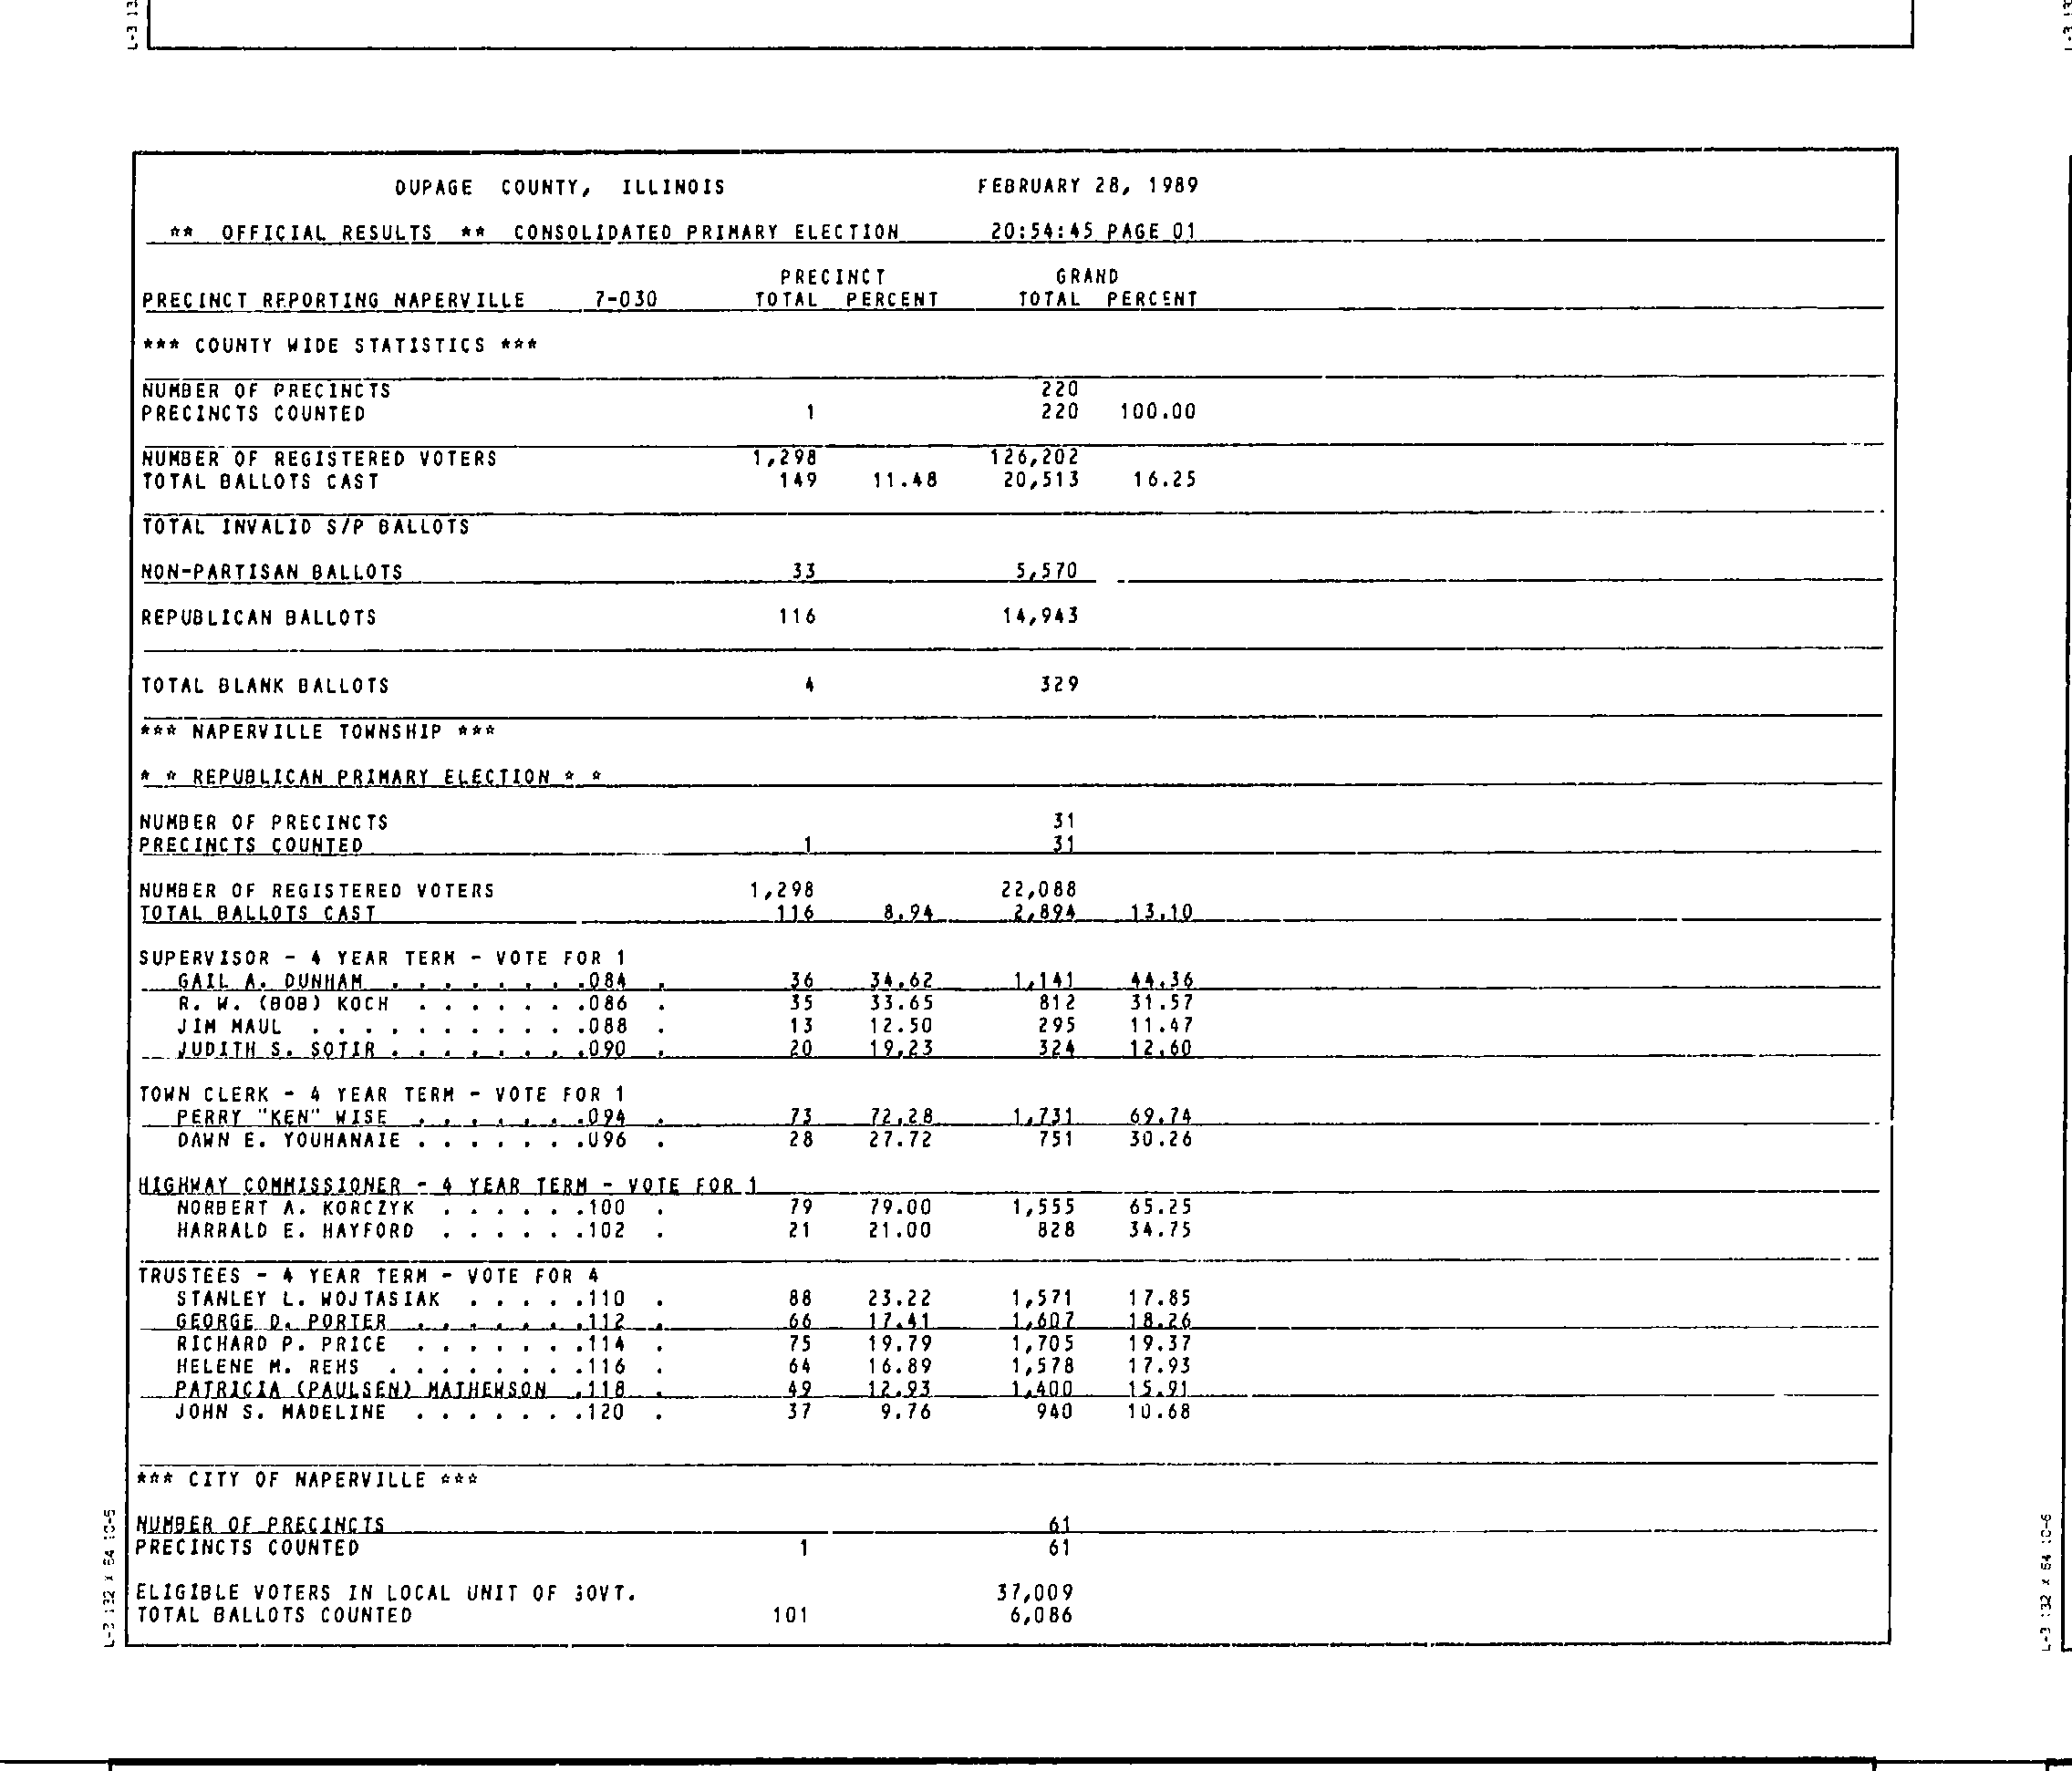 DUPAGE COUNTY, ILLINOIS FEBRUARY 28, 1989
** OFFICIAL RESULTS ** CONSOLIDATED PRIMARY ELECTION 20:54:45 PAGE 01
PRECINCT GRAND
PRECINCT REPORTING NAPERVILLE 7-030 TOTAL PERCENT TOTAL PERCENT
*** COUNTY WIDE STATISTICS ***
NUMBER OF PRECINCTS 220
PRECINCTS COUNTED 1 220 100.00
NUMBER OF REGISTERED VOTERS 1,298 126,202
TOTAL BALLOTS CAST 149 11.48 20,513 16.25
TOTAL INVALID S/P BALLOTS
NON-PARTISAN BALLOTS 33 5,570
REPUBLICAN BALLOTS 116 14,943
TOTAL BLANK BALLOTS 4 329
*** NAPERVILLE TOWNSHIP ***
* * REPUBLICAN PRIMARY ELECTION * *
NUMBER OF PRECINCTS 31
PRECINCTS COUNTED 1 31
NUMBER OF REGISTERED VOTERS 1,298 22,088
TOTAL BALLOTS CAST 116 8.94 2,894 13.10
SUPERVISOR - 4 YEAR TERM - VOTE FOR 1
GAIL A. DUNHAM . . . . . . . .084 . 36 34.62 1,141 44.36
R. W. (BOB) KOCH . . . . . . .086 . 35 33.65 812 31.57
JIM MAUL . . . . . . . . . . .088 . 13 12.50 295 11.47
JUDITH S. SOTIR . . . . . . . .090 . 20 19.23 324 12.60
TOWN CLERK - 4 YEAR TERM - VOTE FOR 1
PERRY "KEN" WISE . . . . . . .094 . 73 72.28 1,731 69.74
DAWN E. YOUHANAIE . . . . . . .096 . 28 27.72 751 30.26
HIGHWAY COMMISSIONER - 4 YEAR TERM - VOTE FOR 1
NORBERT A. KORCZYK . . . . . .100 . 79 79.00 1,555 65.25
HARRALD E. HAYFORD . . . . . .102 . 21 21.00 828 34.75
TRUSTEES - 4 YEAR TERM - VOTE FOR 4
STANLEY L. WOJTASIAK . . . . .110 . 88 23.22 1,571 17.85
GEORGE D. PORTER . . . . . . .112 . 66 17.41 1,607 18.26
RICHARD P. PRICE . . . . . . .114 . 75 19.79 1,705 19.37
HELENE M. REHS . . . . . . . .116 . 64 16.89 1,578 17.93
PATRICIA (PAULSEN) MATHEWSON .118 . 49 12.93 1,400 15.91
JOHN S. MADELINE . . . . . . .120 . 37 9.76 940 10.68
*** CITY OF NAPERVILLE ***
NUMBER OF PRECINCTS 61
PRECINCTS COUNTED 1 61
ELIGIBLE VOTERS IN LOCAL UNIT OF GOVT. 37,009
TOTAL BALLOTS COUNTED 101 6,086